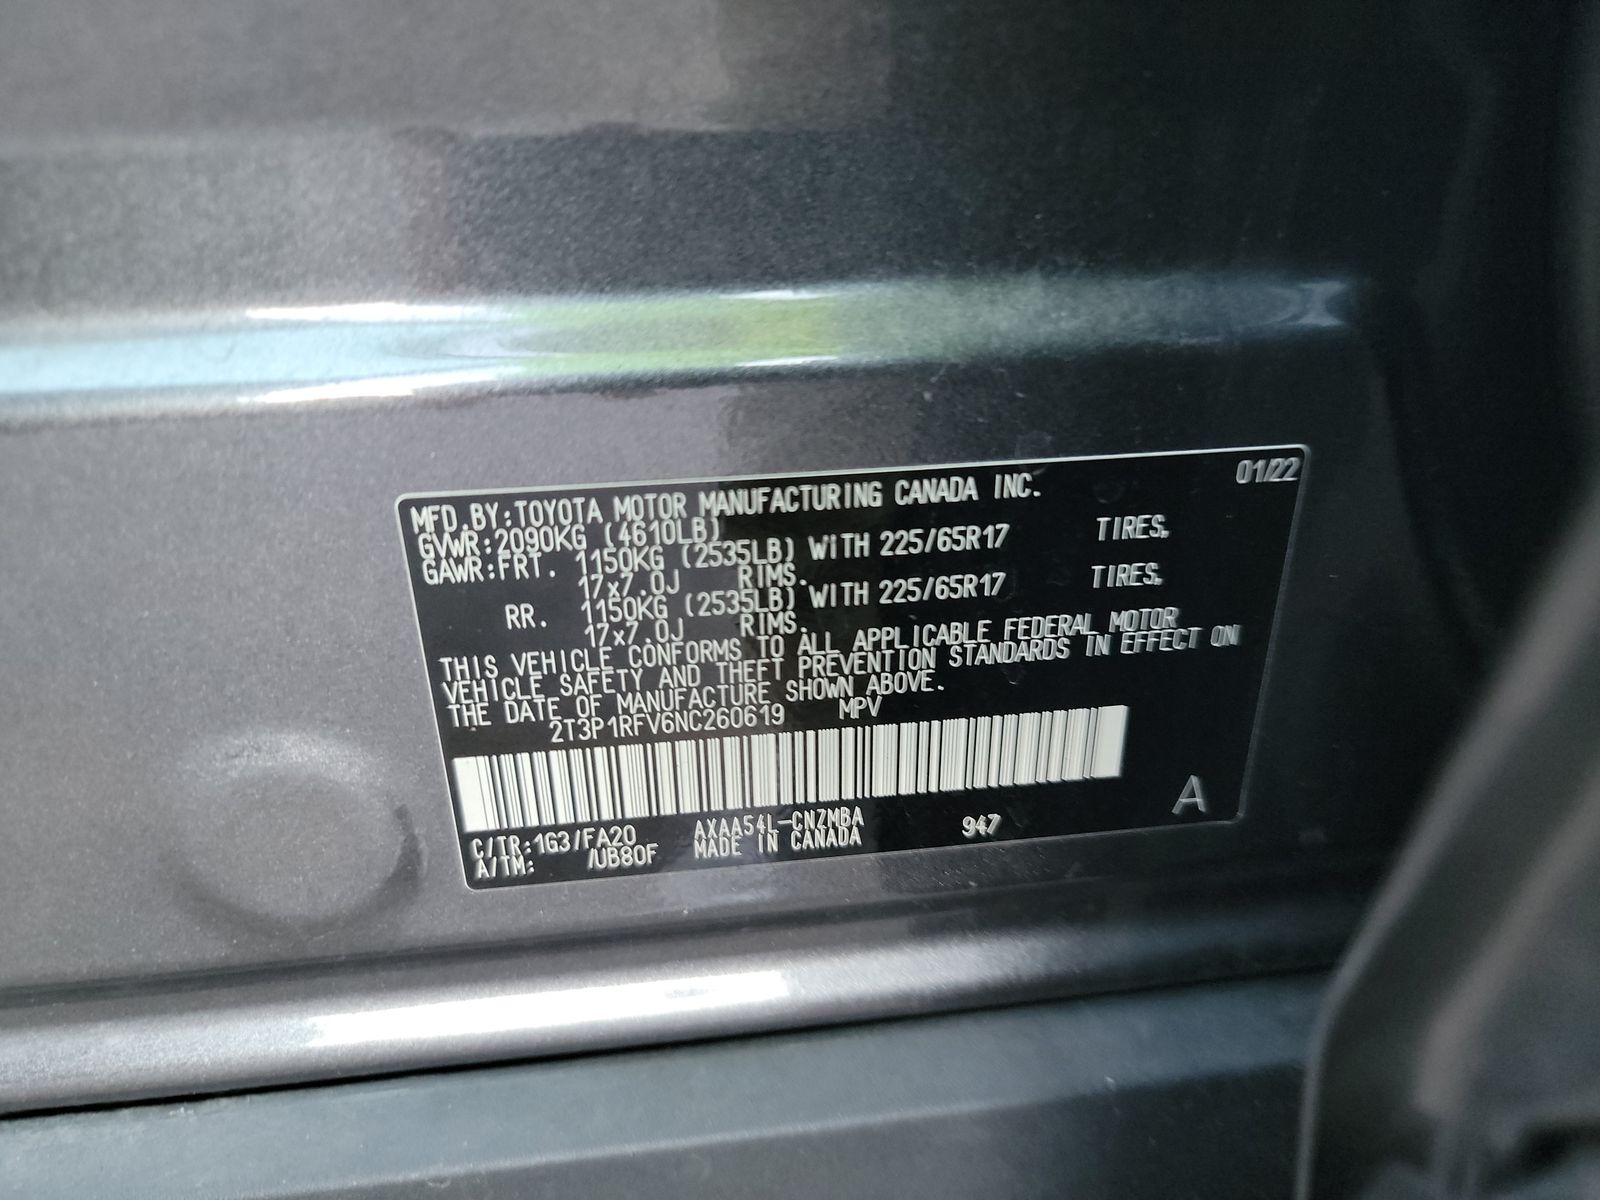 01/22
MFD.BY:TOYOTA MOTOR MANUFACTURING CANADA INC.
GVWR:2090KG (4610LB)
GAWR:FRT. 1150KG (2535LB) WITH 225/65R17 TIRES,
17x7.0J RIMS.
RR. 1150KG (2535LB) WITH 225/65R17 TIRES,
17x7.0J RIMS.
THIS VEHICLE CONFORMS TO ALL APPLICABLE FEDERAL MOTOR
VEHICLE SAFETY AND THEFT PREVENTION STANDARDS IN EFFECT ON
THE DATE OF MANUFACTURE SHOWN ABOVE.
2T3P1RFV6NC260619 MPV
A
C/TR:1G3/FA20 AXAA54L-CNZMBA 947
A/TM: /UB80F MADE IN CANADA